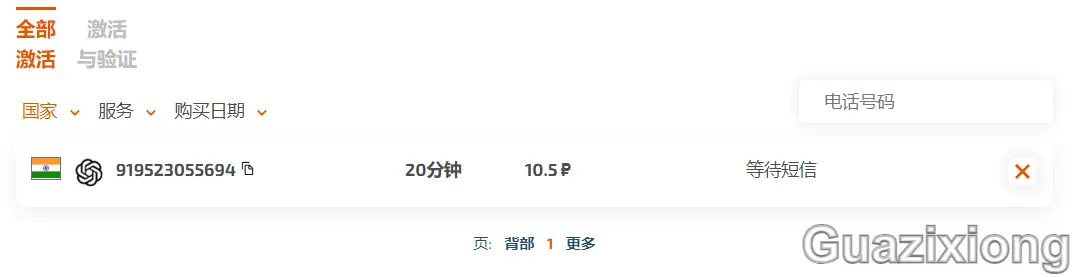 全部 激活
激活 与验证
国家 服务 购买日期
电话号码
919523055694 20分钟 10.5 ₽ 等待短信
页: 背部 1 更多
Guazixiong